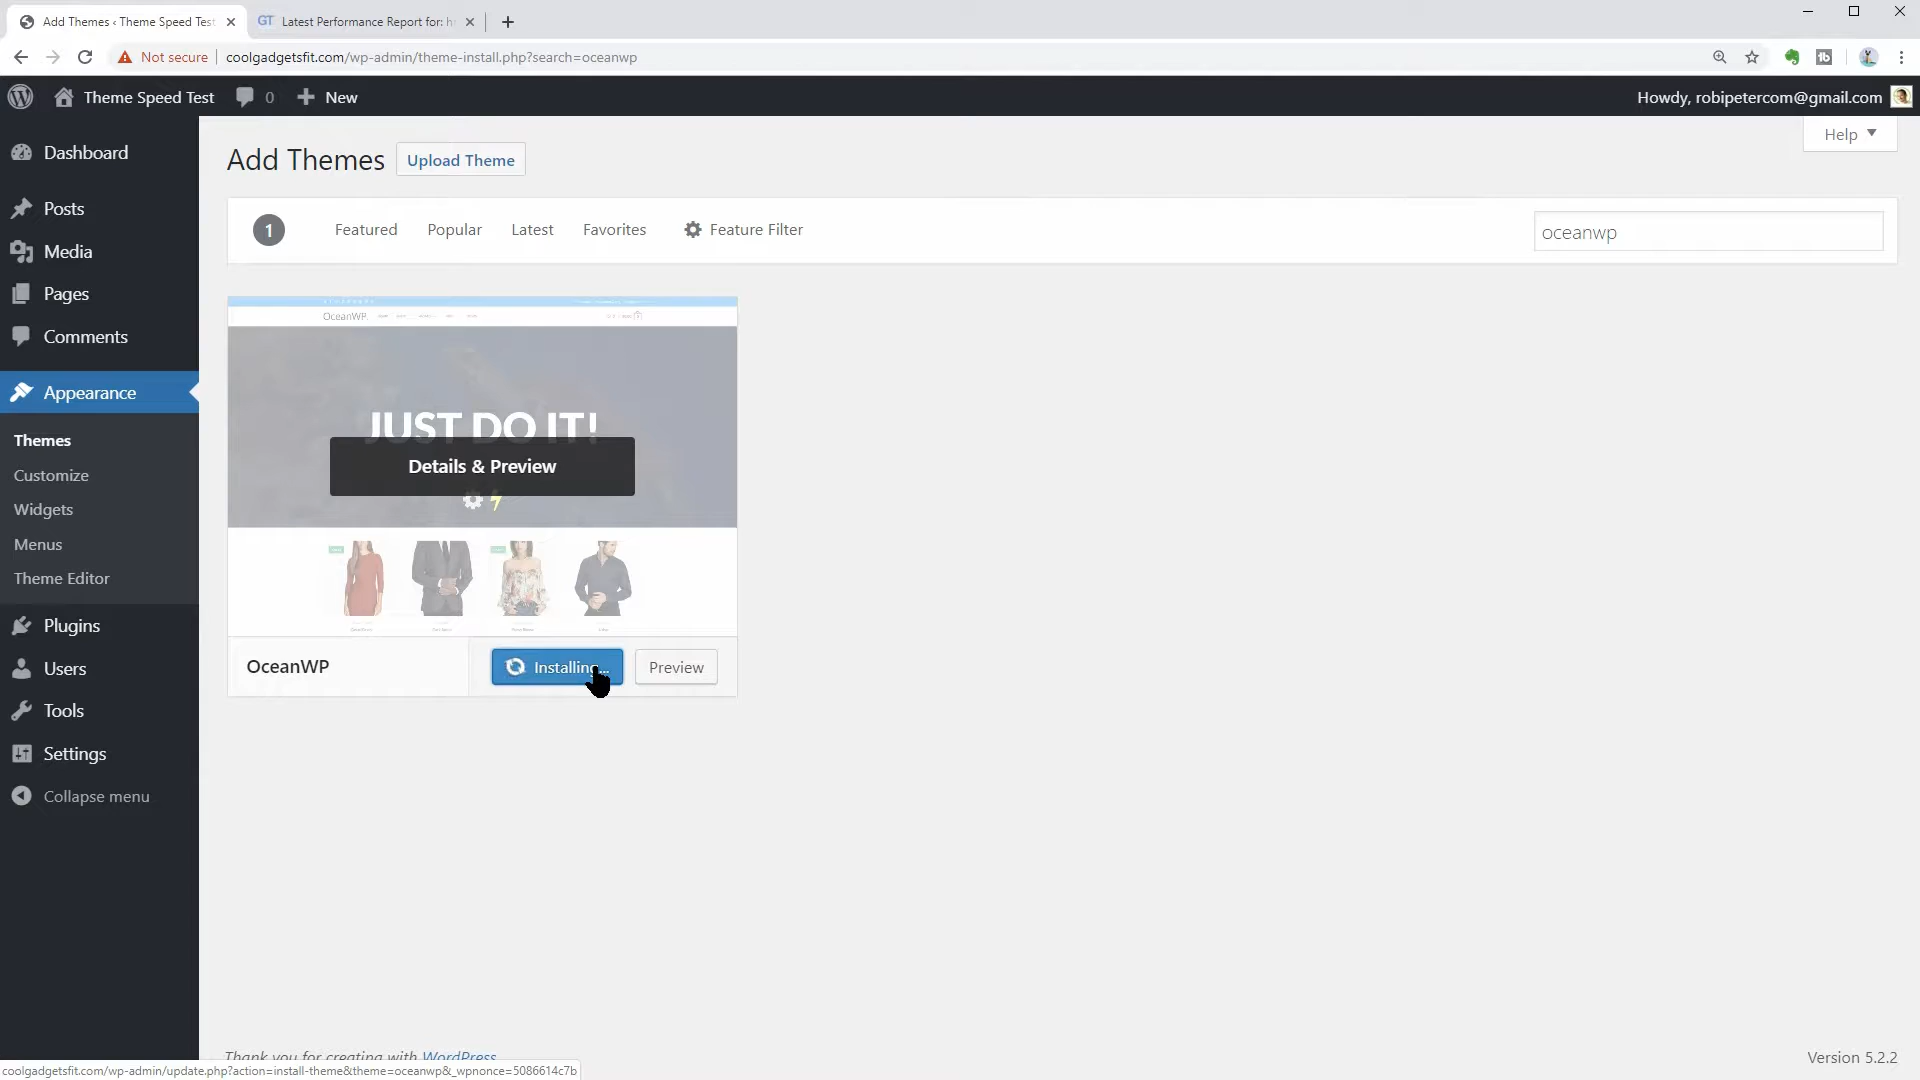 Add Themes ‹ Theme Speed Test
GT Latest Performance Report for: h
Not secure
coolgadgetsfit.com/wp-admin/theme-install.php?search=oceanwp
Theme Speed Test
0
New
Howdy, robipetercom@gmail.com
Help
Dashboard
Posts
Media
Pages
Comments
Appearance
Themes
Customize
Widgets
Menus
Theme Editor
Plugins
Users
Tools
Settings
Collapse menu
Add Themes
Upload Theme
1
Featured
Popular
Latest
Favorites
Feature Filter
oceanwp
OceanWP
JUST DO IT!
Details & Preview
OceanWP
Installing...
Preview
Thank you for creating with WordPress
Version 5.2.2
coolgadgetsfit.com/wp-admin/update.php?action=install-theme&theme=oceanwp&_wpnonce=5086614c7b